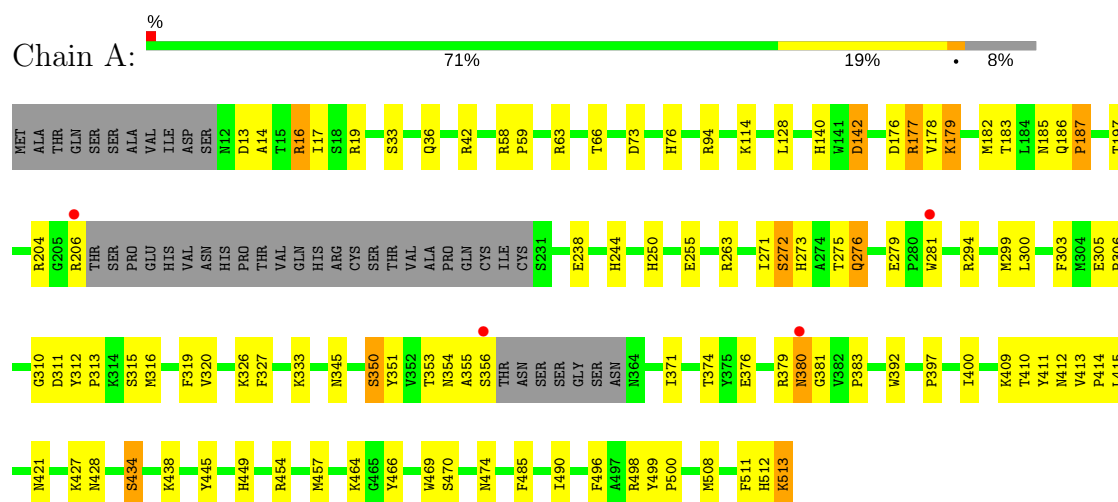 %
Chain A:
71% 19% • 8%
MET ALA THR GLN SER SER ALA VAL ILE ASP SER N12 D13 A14 T15 R16 I17 S18 R19 S33 Q36 R42 R58 P59 R63 T66 D73 H76 R94 K114 L128 H140 W141 D142 D176 R177 V178 K179 M182 T183 L184 N185 Q186 P187 T197
R204 G205 R206 THR SER PRO GLU HIS VAL ASN HIS PRO THR VAL GLN HIS ARG CYS SER THR VAL ALA PRO GLN CYS ILE CYS S231 E238 H244 H250 E255 R263 I271 S272 H273 A274 T275 Q276 E279 P280 W281 R294 M299 L300 F303 M304 E305
G310 D311 Y312 P313 K314 S315 M316 F319 V320 K326 F327 K333 N345 S350 Y351 V352 T353 N354 A355 S356 THR ASN SER SER GLY SER ASN N364 I371 T374 Y375 E376 R379 N380 G381 V382 P383 W392 P397 I400 K409 T410 Y411 N412 V413 P414
N421 K427 N428 S434 K438 Y445 H449 R454 M457 K464 G465 Y466 W469 S470 N474 F485 I490 F496 A497 R498 Y499 P500 M508 F511 H512 K513